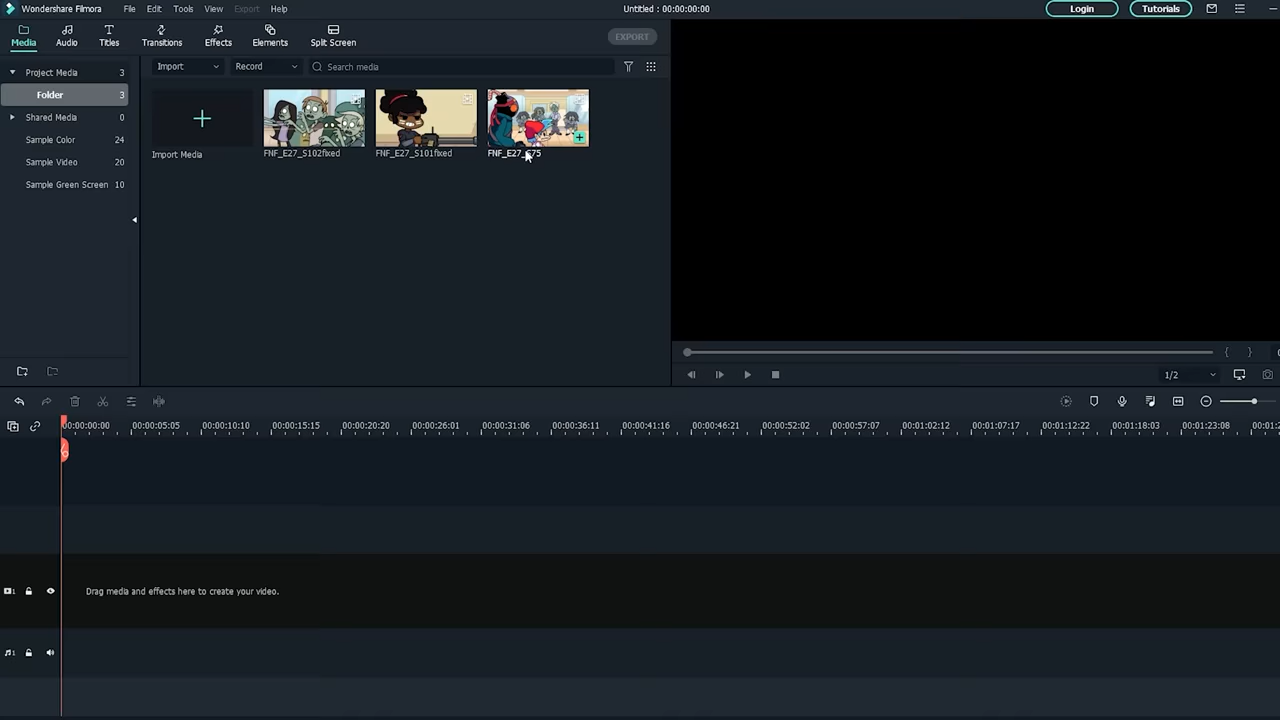 Wondershare Filmora
File
Edit
Tools
View
Export
Help
Untitled : 00:00:00:00
Login
Tutorials
Media
Audio
Titles
Transitions
Effects
Elements
Split Screen
EXPORT
Project Media 3
Folder 3
Shared Media 0
Sample Color 24
Sample Video 20
Sample Green Screen 10
Import
Record
Search media
Import Media
FNF_E27_S102fixed
FNF_E27_S101fixed
1/2
00:00:00:00
00:00:05:05
00:00:10:10
00:00:15:15
00:00:20:20
00:00:26:01
00:00:31:06
00:00:36:11
00:00:41:16
00:00:46:21
00:00:52:02
00:00:57:07
00:01:02:12
00:01:07:17
00:01:12:22
00:01:18:03
00:01:23:08
Drag media and effects here to create your video.
1
1